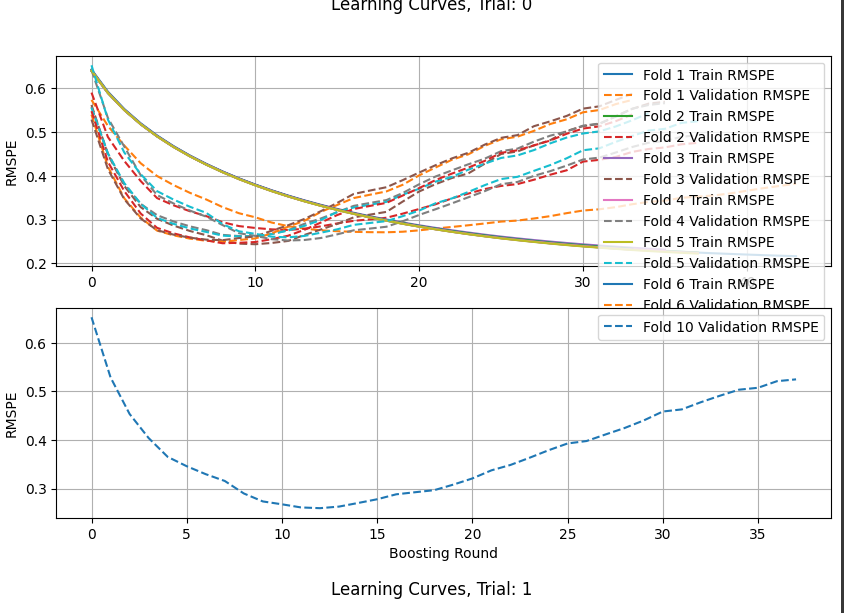 Learning Curves, Trial: 0
RMSPE
0.6
0.5
0.4
0.3
0.2
0
10
20
30
Fold 1 Train RMSPE
Fold 1 Validation RMSPE
Fold 2 Train RMSPE
Fold 2 Validation RMSPE
Fold 3 Train RMSPE
Fold 3 Validation RMSPE
Fold 4 Train RMSPE
Fold 4 Validation RMSPE
Fold 5 Train RMSPE
Fold 5 Validation RMSPE
Fold 6 Train RMSPE
Fold 6 Validation RMSPE
Fold 10 Validation RMSPE
RMSPE
0.6
0.5
0.4
0.3
0
5
10
15
20
25
30
35
Boosting Round
Learning Curves, Trial: 1